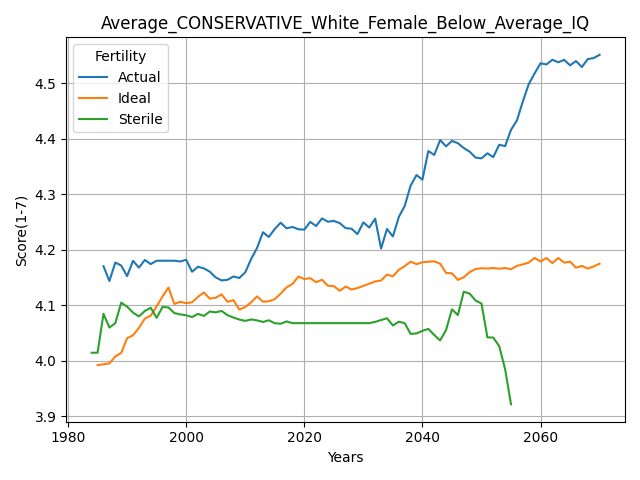 Average_CONSERVATIVE_White_Female_Below_Average_IQ
Fertility
Actual
Ideal
Sterile
Score(1-7)
4.5
4.4
4.3
4.2
4.1
4.0
3.9
1980
2000
2020
2040
2060
Years